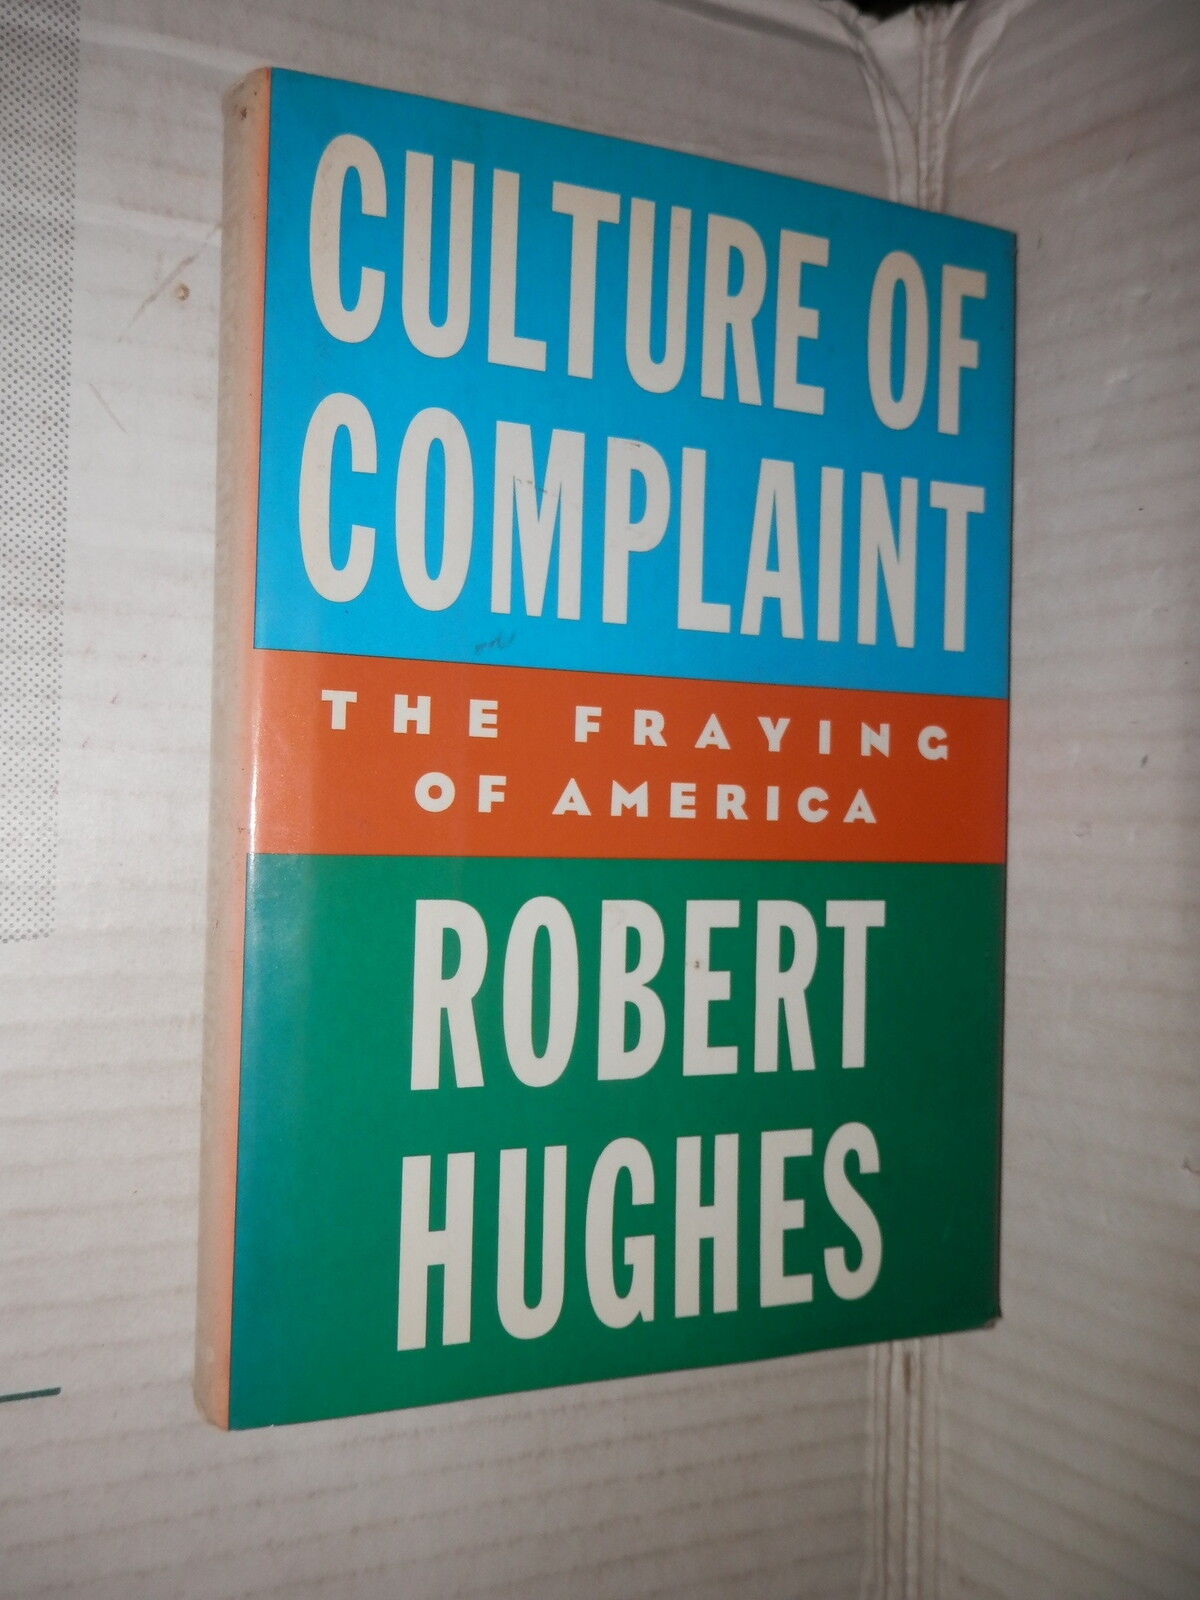 CULTURE OF
COMPLAINT
THE FRAYING
OF AMERICA
ROBERT
HUGHES